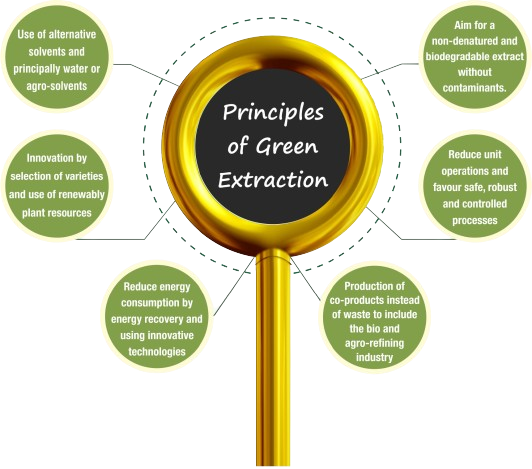 Use of alternative
solvents and
principally water or
agro-solvents
Aim for a
non-denatured and
biodegradable extract
without
contaminants.
Principles
of Green
Extraction
Innovation by
selection of varieties
and use of renewably
plant resources
Reduce unit
operations and
favour safe, robust
and controlled
processes
Reduce energy
consumption by
energy recovery and
using innovative
technologies
Production of
co-products instead
of waste to include
the bio and
agro-refining
industry